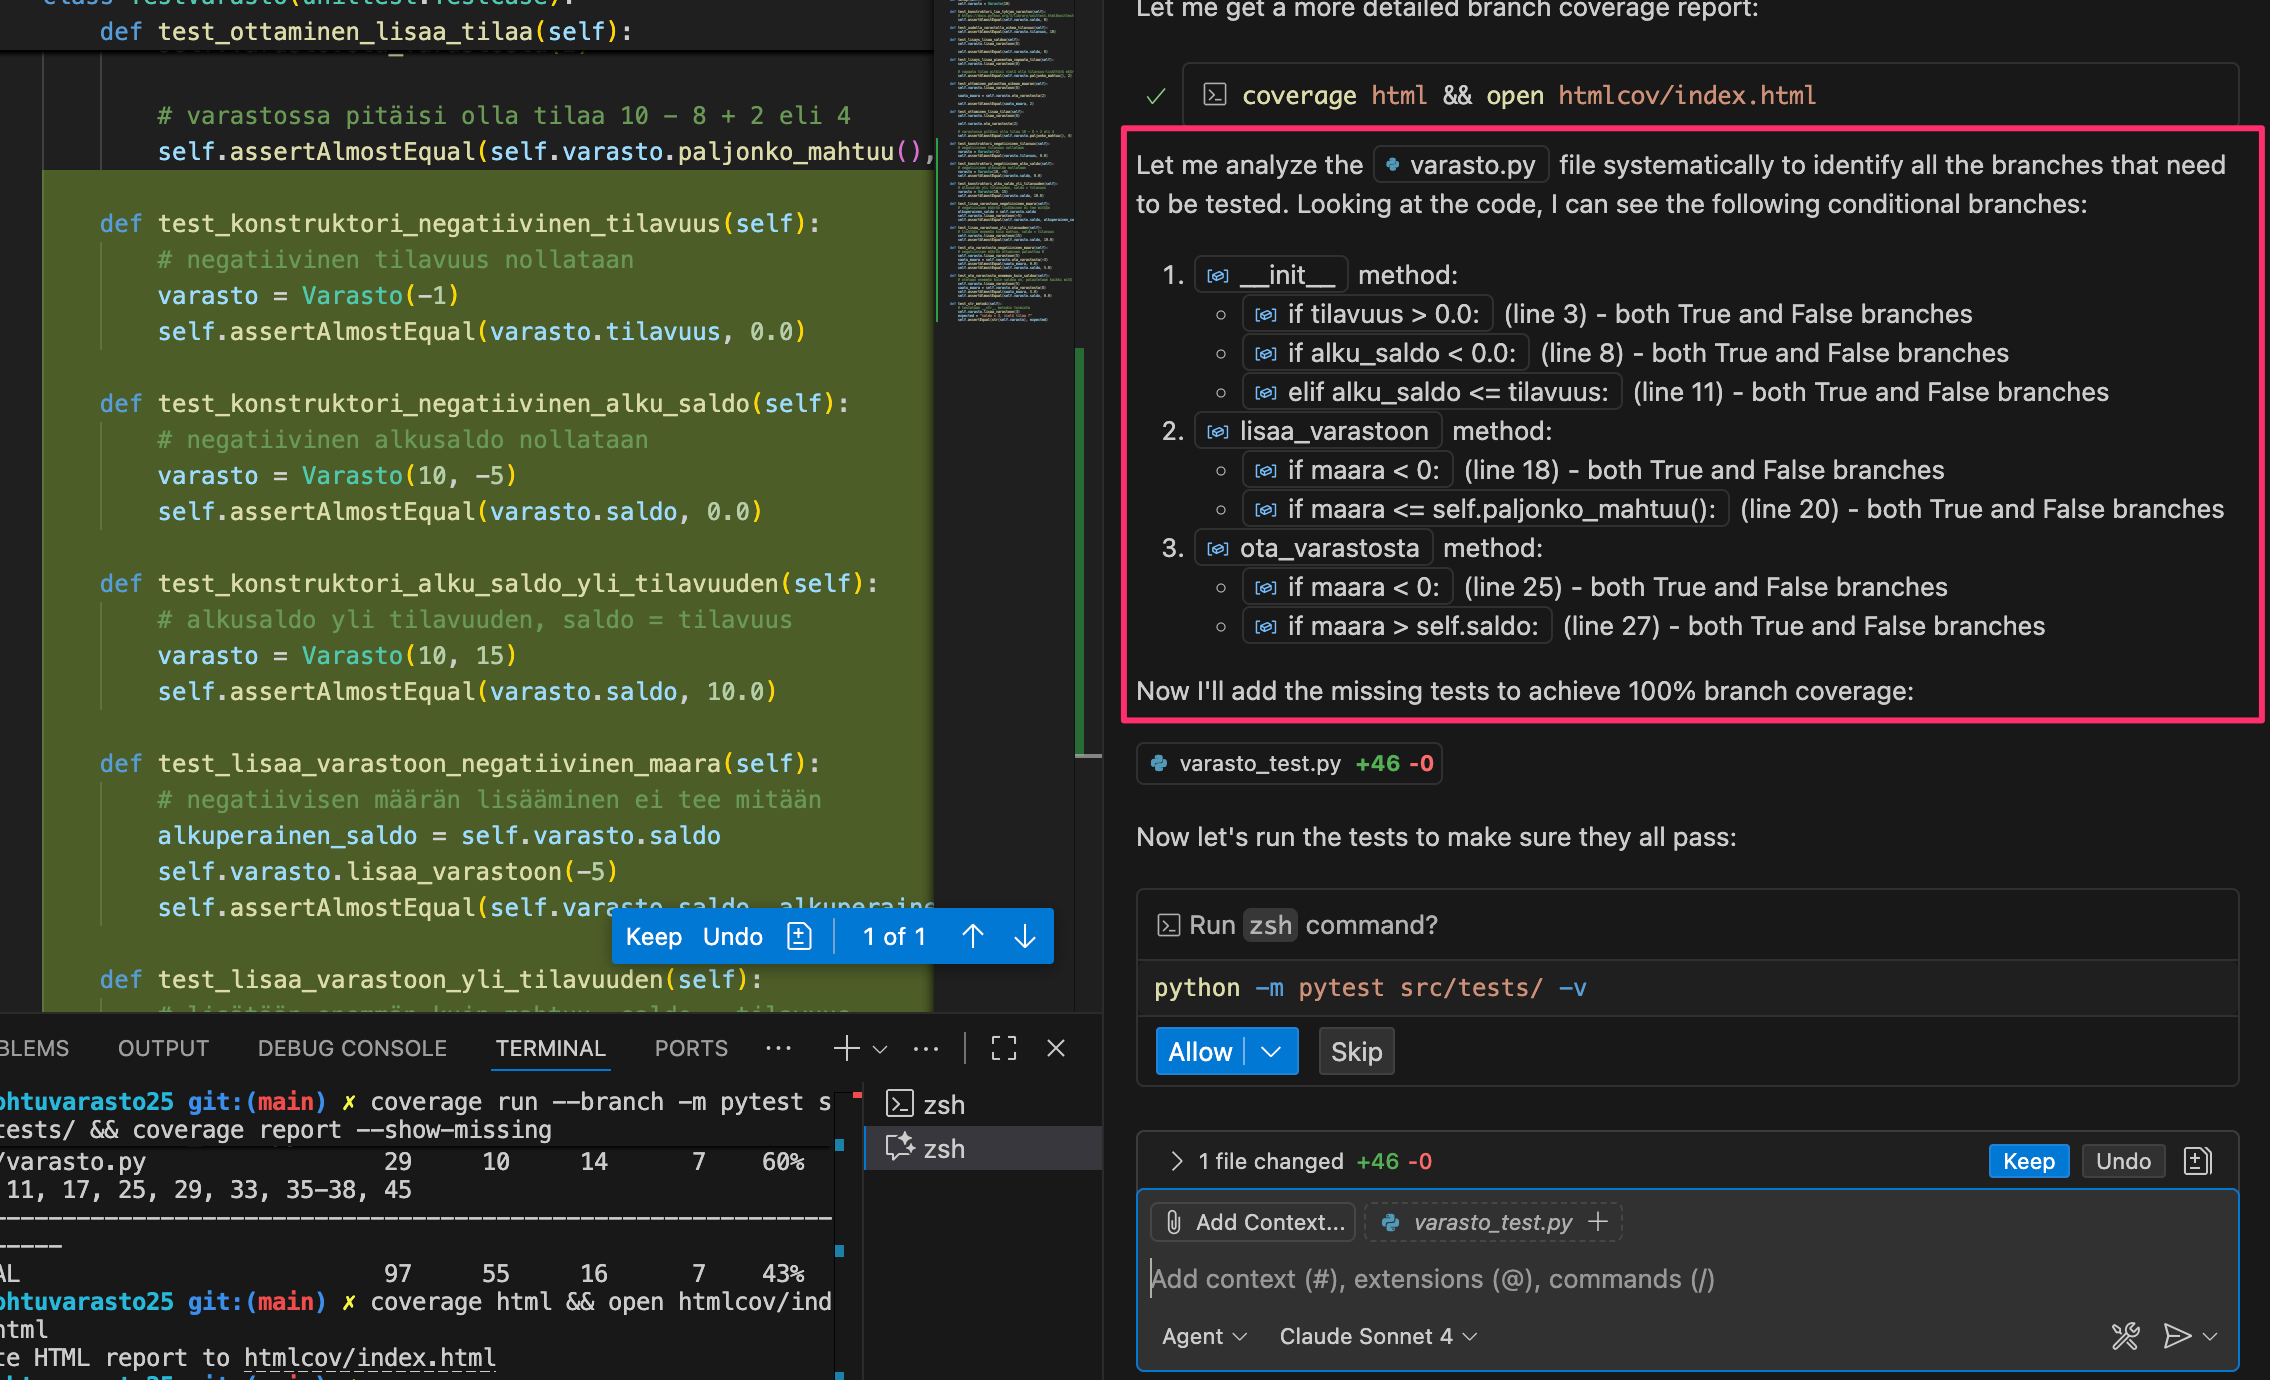 def test_ottaminen_lisaa_tilaa(self):
# varastossa pitäisi olla tilaa 10 - 8 + 2 eli 4
self.assertAlmostEqual(self.varasto.paljonko_mahtuu(),
def test_konstruktori_negatiivinen_tilavuus(self):
# negatiivinen tilavuus nollataan
varasto = Varasto(-1)
self.assertAlmostEqual(varasto.tilavuus, 0.0)
def test_konstruktori_negatiivinen_alku_saldo(self):
# negatiivinen alkusaldo nollataan
varasto = Varasto(10, -5)
self.assertAlmostEqual(varasto.saldo, 0.0)
def test_konstruktori_alku_saldo_yli_tilavuuden(self):
# alkusaldo yli tilavuuden, saldo = tilavuus
varasto = Varasto(10, 15)
self.assertAlmostEqual(varasto.saldo, 10.0)
def test_lisaa_varastoon_negatiivinen_maara(self):
# negatiivisen määrän lisääminen ei tee mitään
alkuperainen_saldo = self.varasto.saldo
self.varasto.lisaa_varastoon(-5)
self.assertAlmostEqual(self.varasto.saldo, alkuperaine
Keep Undo 1 of 1
def test_lisaa_varastoon_yli_tilavuuden(self):
BLEMS OUTPUT DEBUG CONSOLE TERMINAL PORTS
ohtuvarasto25 git:(main) ✗ coverage run --branch -m pytest s
tests/ && coverage report --show-missing
/varasto.py 29 10 14 7 60%
11, 17, 25, 29, 33, 35-38, 45
-----
AL 97 55 16 7 43%
ohtuvarasto25 git:(main) ✗ coverage html && open htmlcov/ind
html
te HTML report to htmlcov/index.html
zsh
zsh
Let me get a more detailed branch coverage report:
coverage html && open htmlcov/index.html
Let me analyze the varasto.py file systematically to identify all the branches that need
to be tested. Looking at the code, I can see the following conditional branches:
1. __init__ method:
if tilavuus > 0.0: (line 3) - both True and False branches
if alku_saldo < 0.0: (line 8) - both True and False branches
elif alku_saldo <= tilavuus: (line 11) - both True and False branches
2. lisaa_varastoon method:
if maara < 0: (line 18) - both True and False branches
if maara <= self.paljonko_mahtuu(): (line 20) - both True and False branches
3. ota_varastosta method:
if maara < 0: (line 25) - both True and False branches
if maara > self.saldo: (line 27) - both True and False branches
Now I'll add the missing tests to achieve 100% branch coverage:
varasto_test.py +46 -0
Now let's run the tests to make sure they all pass:
Run zsh command?
python -m pytest src/tests/ -v
Allow Skip
1 file changed +46 -0 Keep Undo
Add Context... varasto_test.py +
Add context (#), extensions (@), commands (/)
Agent Claude Sonnet 4